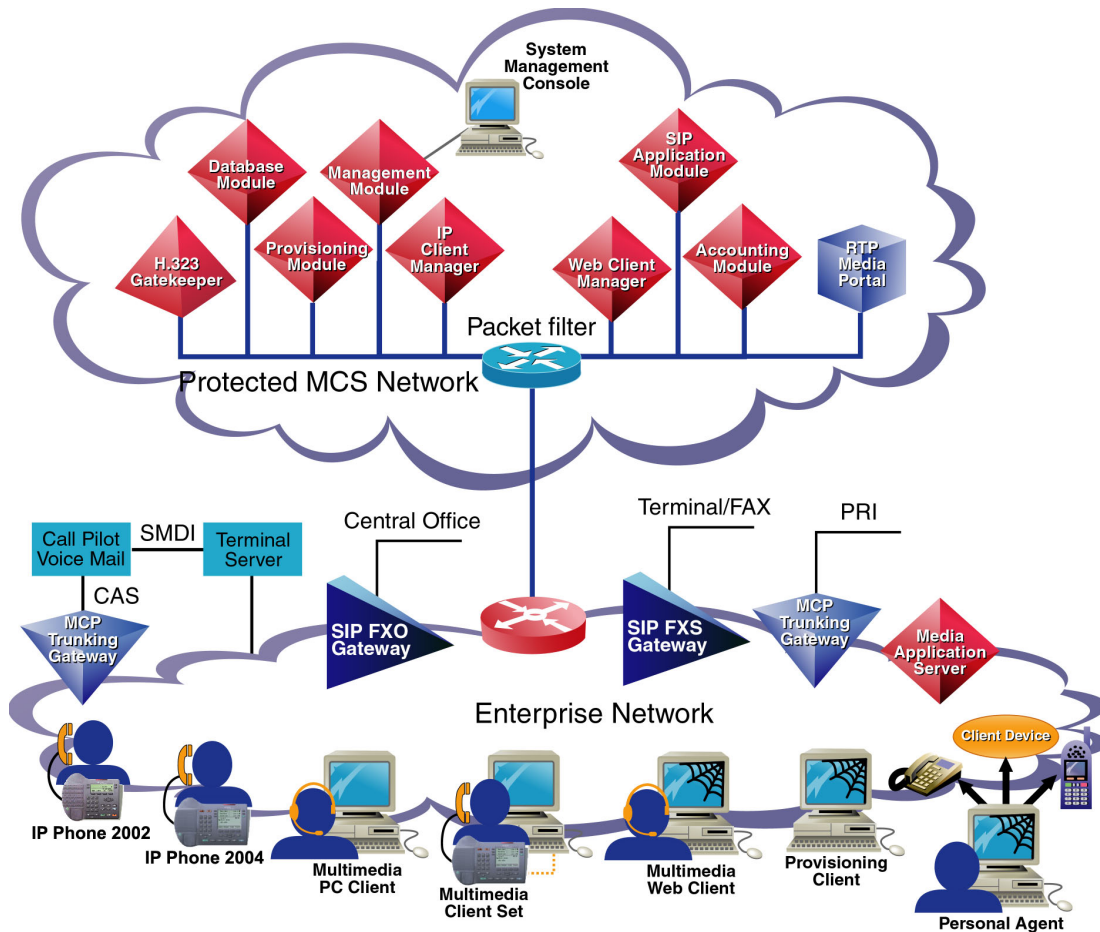 System
Management
Console
Database
Module
Management
Module
SIP
Application
Module
H.323
Gatekeeper
Provisioning
Module
IP
Client
Manager
Web Client
Manager
Accounting
Module
RTP
Media
Portal
Packet filter
Protected MCS Network
Call Pilot
Voice Mail
SMDI
Terminal
Server
Central Office
Terminal/FAX
PRI
CAS
MCP
Trunking
Gateway
SIP FXO
Gateway
SIP FXS
Gateway
MCP
Trunking
Gateway
Media
Application
Server
Enterprise Network
Client Device
IP Phone 2002
IP Phone 2004
Multimedia
PC Client
Multimedia
Client Set
Multimedia
Web Client
Provisioning
Client
Personal Agent